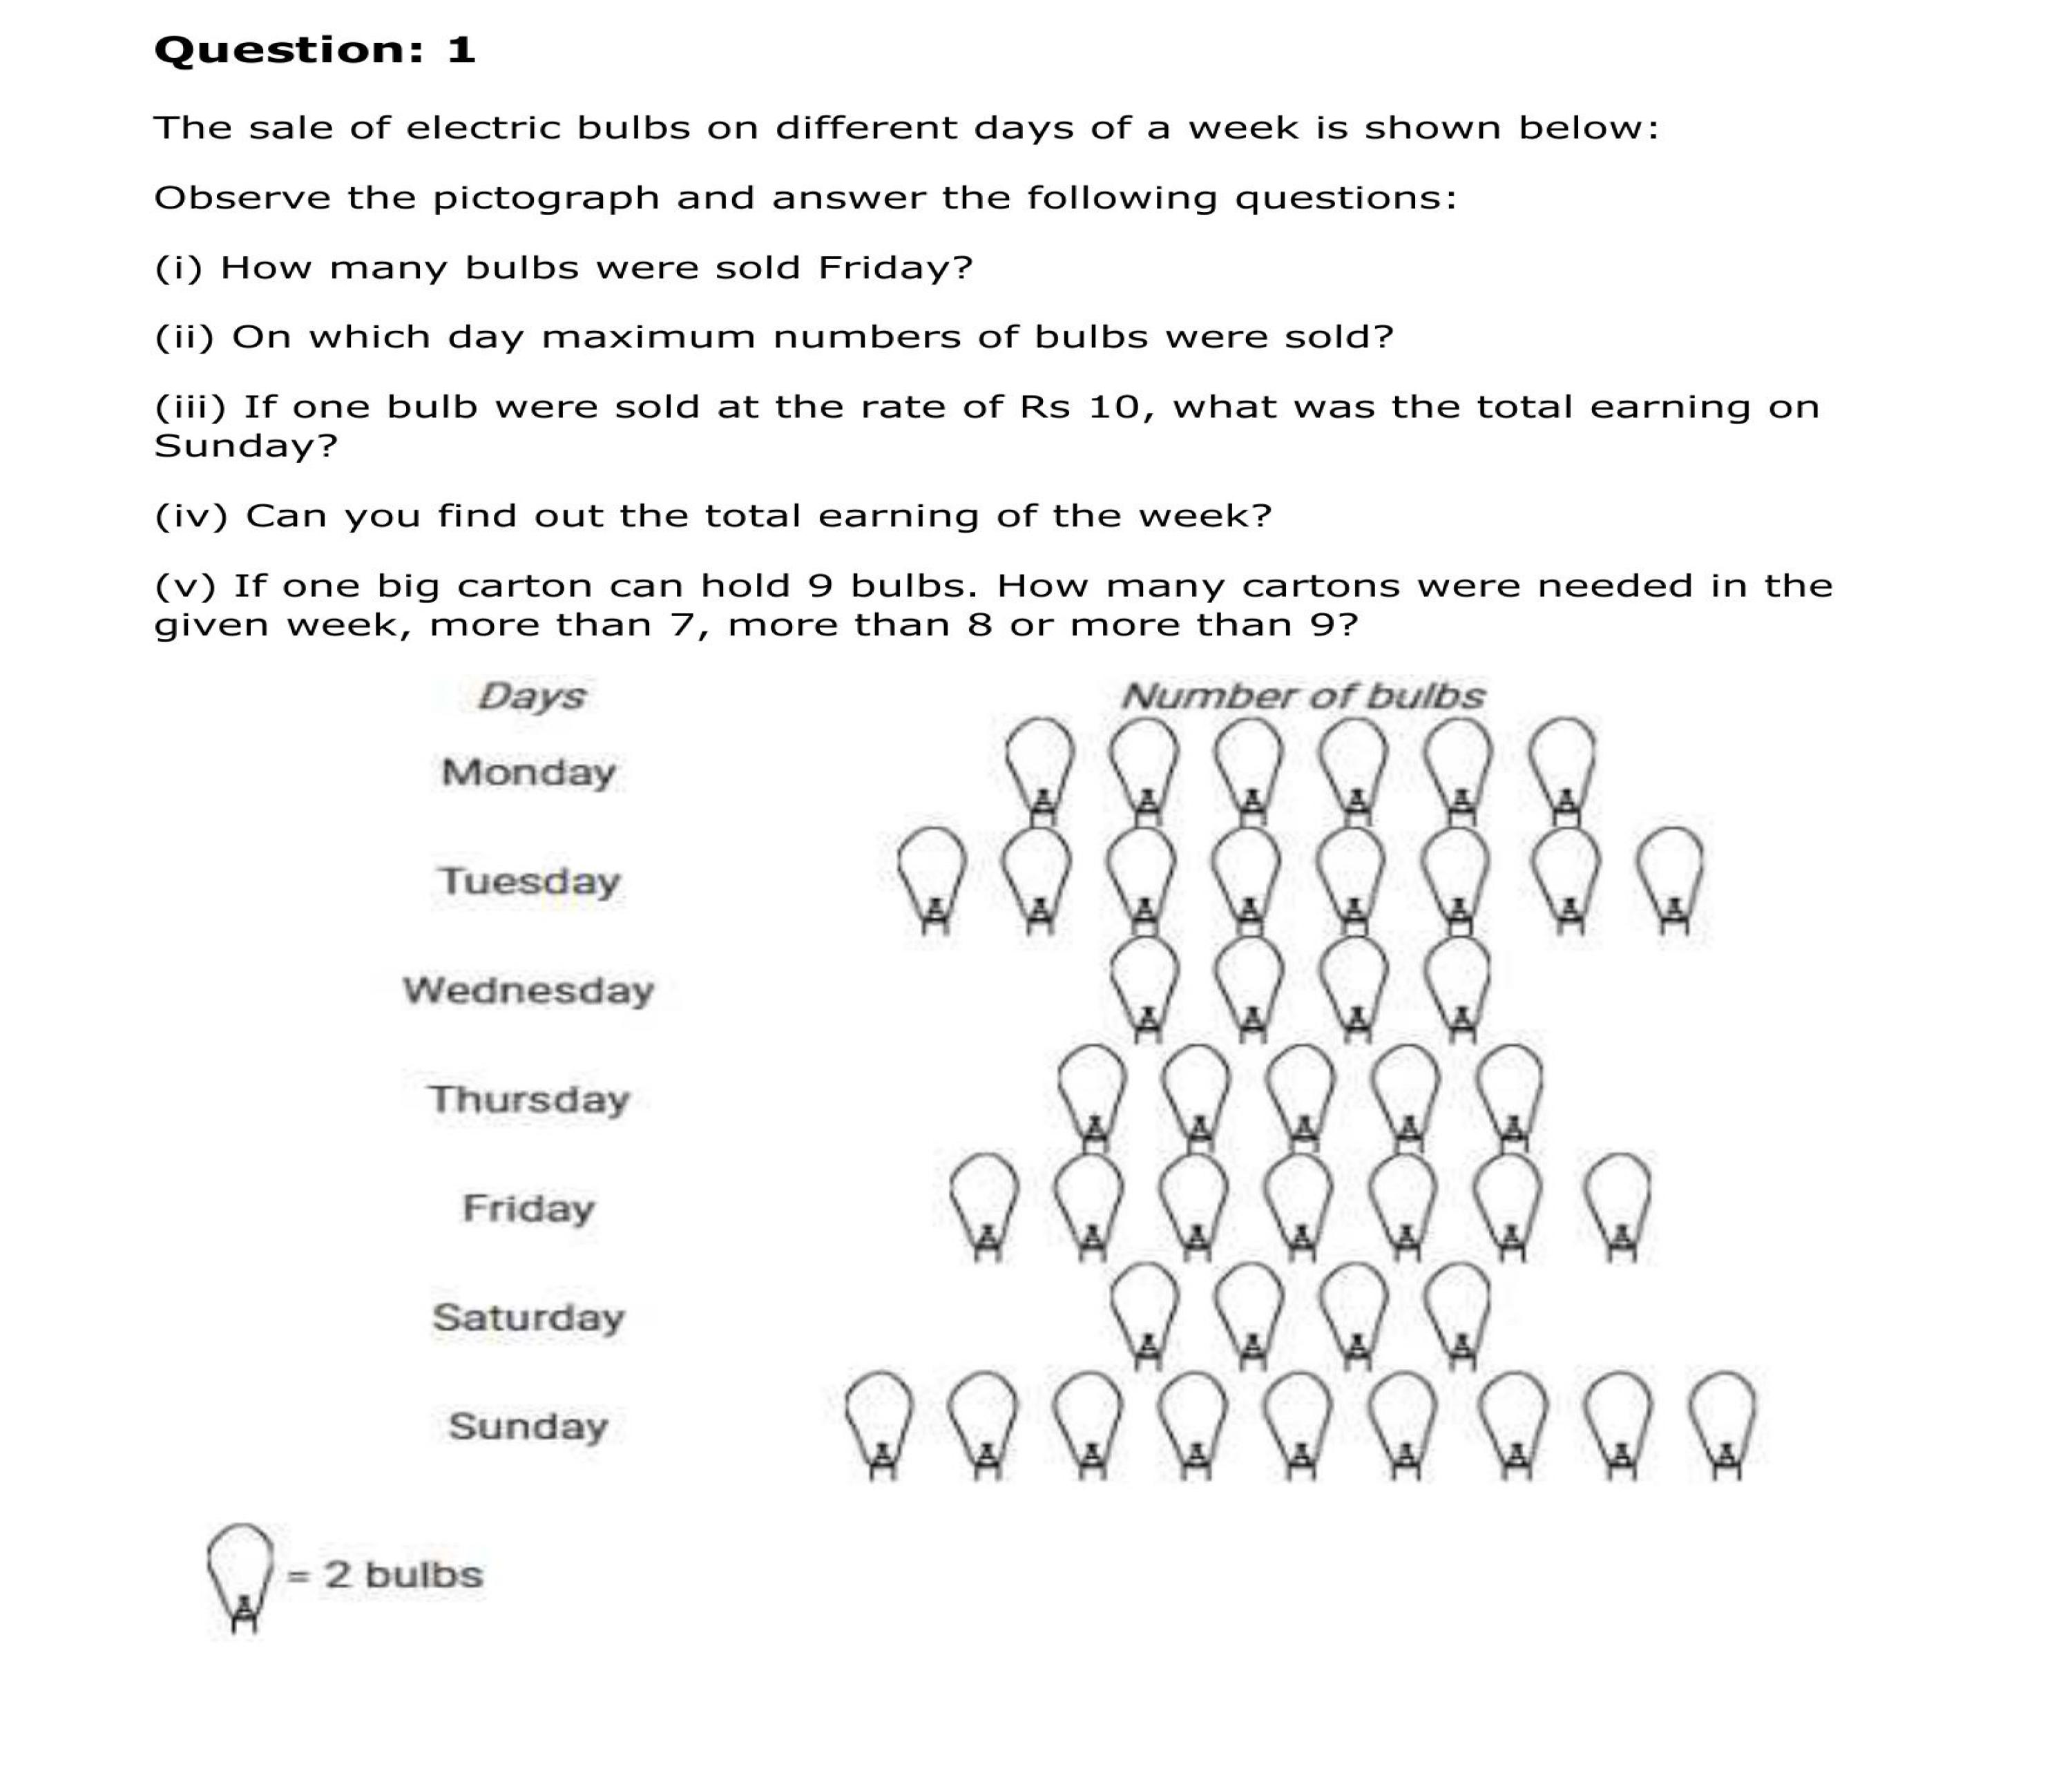 Question: 1
The sale of electric bulbs on different days of a week is shown below:
Observe the pictograph and answer the following questions:
(i) How many bulbs were sold Friday?
(ii) On which day maximum numbers of bulbs were sold?
(iii) If one bulb were sold at the rate of Rs 10, what was the total earning on
Sunday?
(iv) Can you find out the total earning of the week?
(v) If one big carton can hold 9 bulbs. How many cartons were needed in the
given week, more than 7, more than 8 or more than 9?
Days Number of bulbs
Monday
Tuesday
Wednesday
Thursday
Friday
Saturday
Sunday
= 2 bulbs